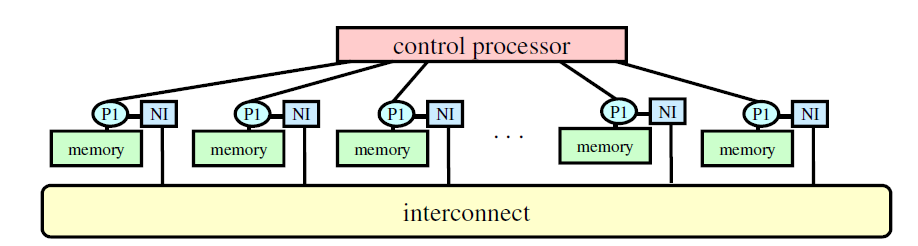 control processor
P1 NI P1 NI P1 NI P1 NI P1 NI
memory memory memory . . . memory memory
interconnect